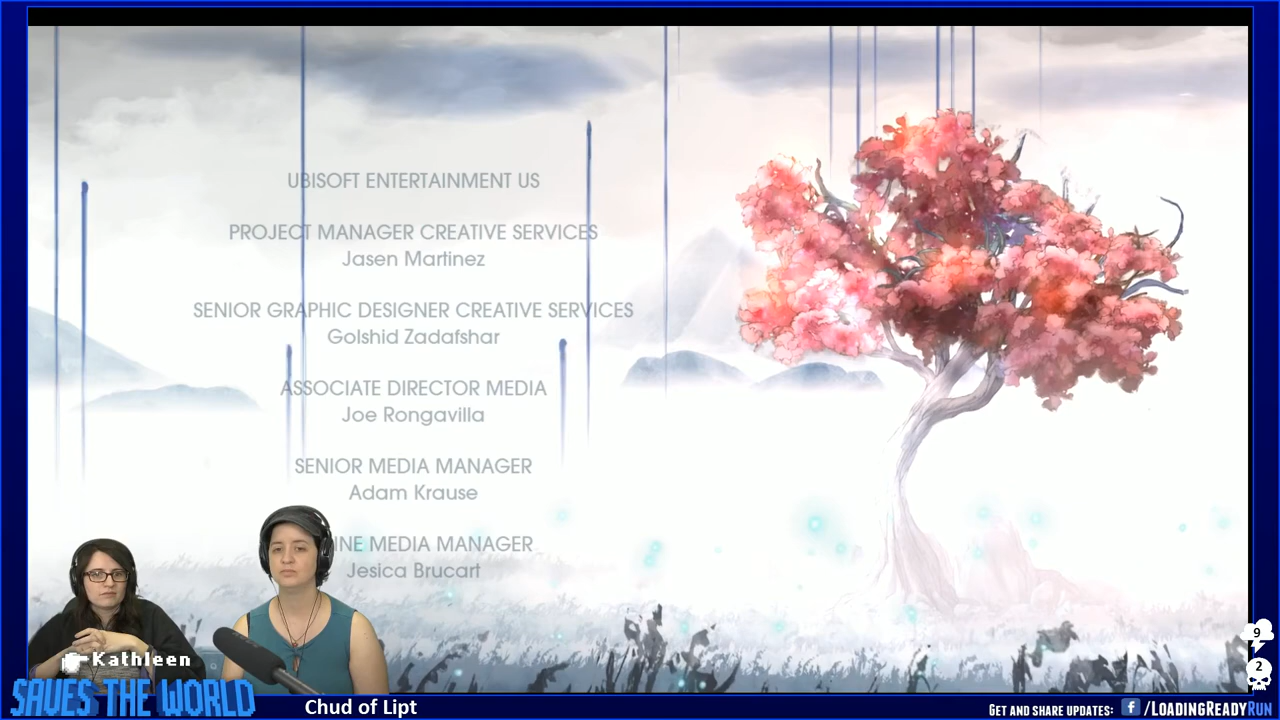 UBISOFT ENTERTAINMENT US
PROJECT MANAGER CREATIVE SERVICES
Jasen Martinez
SENIOR GRAPHIC DESIGNER CREATIVE SERVICES
Golshid Zadafshar
ASSOCIATE DIRECTOR MEDIA
Joe Rongavilla
SENIOR MEDIA MANAGER
Adam Krause
INE MEDIA MANAGER
Jesica Brucart
Kathleen
SAVES THE WORLD
Chud of Lipt
9
2
GET AND SHARE UPDATES: f /LOADINGREADYRUN